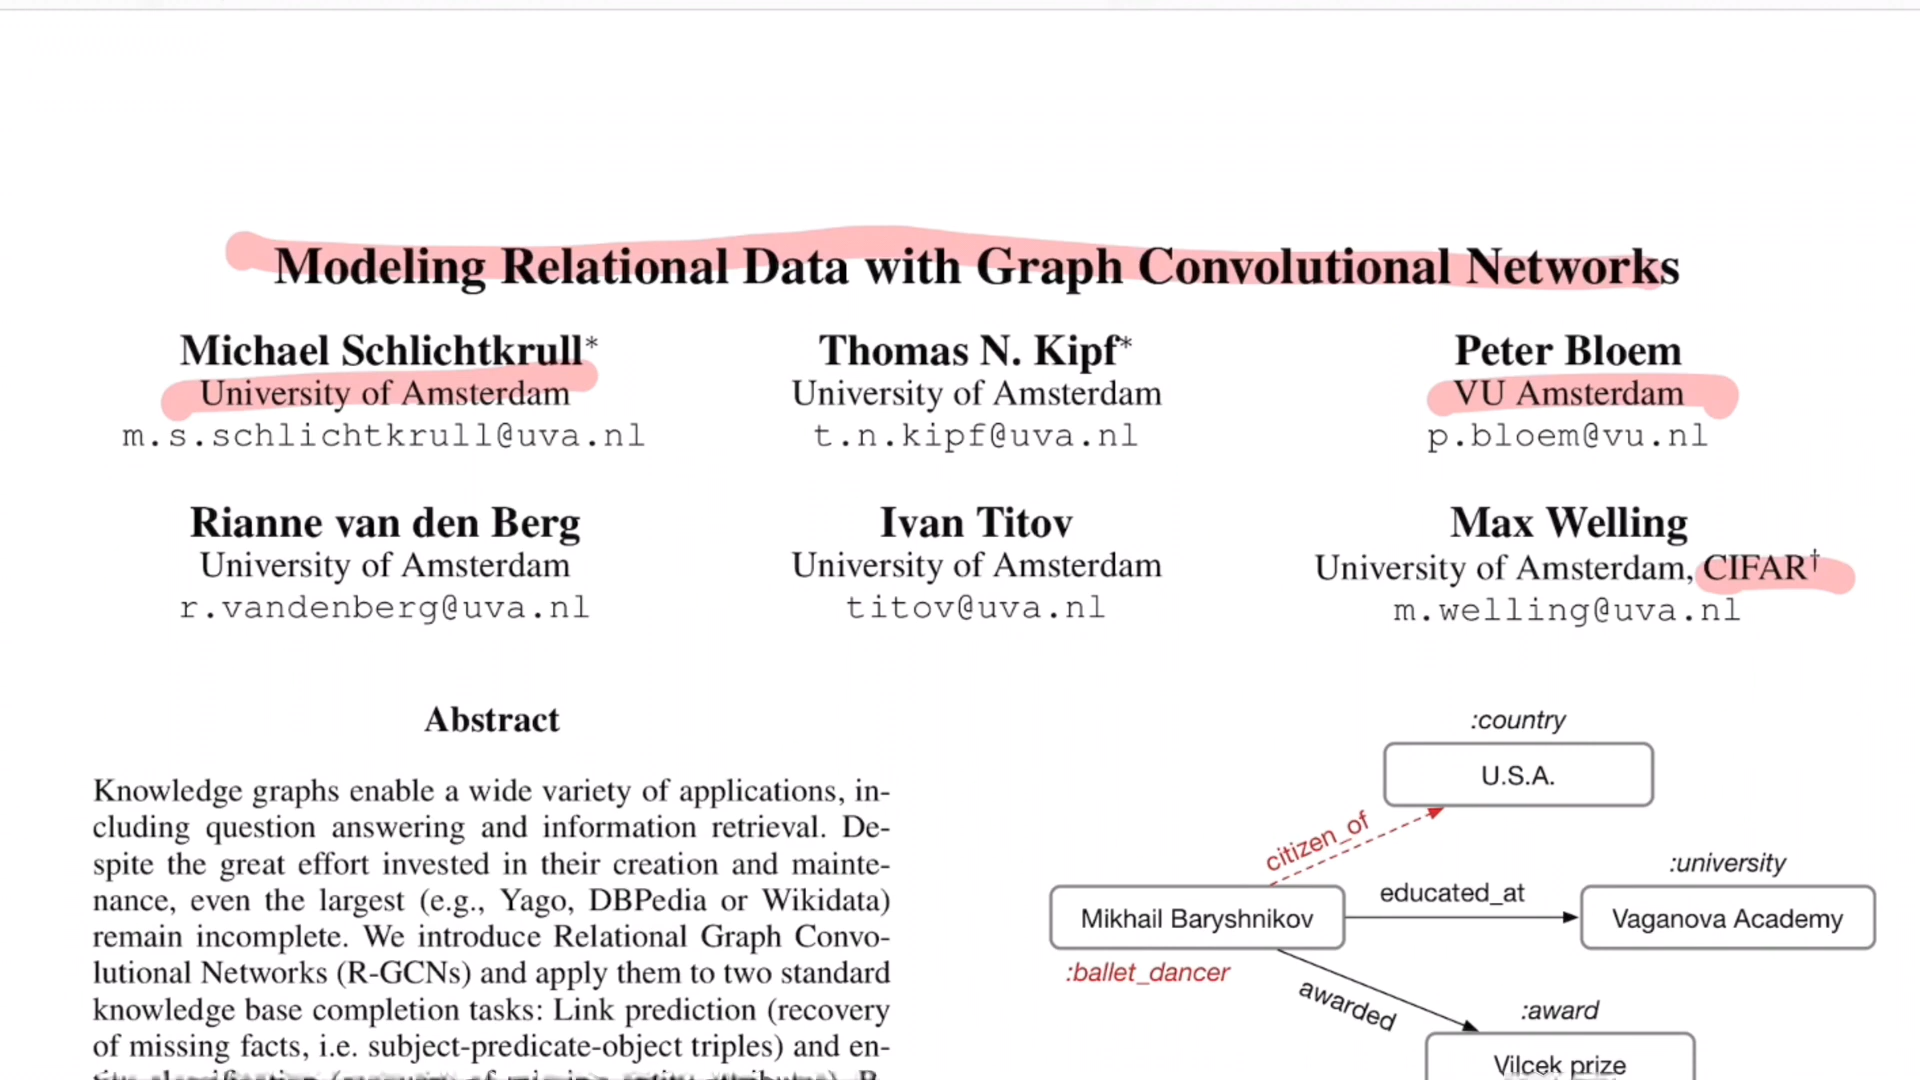 Modeling Relational Data with Graph Convolutional Networks
Michael Schlichtkrull*
University of Amsterdam
m.s.schlichtkrull@uva.nl
Thomas N. Kipf*
University of Amsterdam
t.n.kipf@uva.nl
Peter Bloem
VU Amsterdam
p.bloem@vu.nl
Rianne van den Berg
University of Amsterdam
r.vandenberg@uva.nl
Ivan Titov
University of Amsterdam
titov@uva.nl
Max Welling
University of Amsterdam, CIFAR†
m.welling@uva.nl
Abstract
Knowledge graphs enable a wide variety of applications, in-
cluding question answering and information retrieval. De-
spite the great effort invested in their creation and mainte-
nance, even the largest (e.g., Yago, DBPedia or Wikidata)
remain incomplete. We introduce Relational Graph Convo-
lutional Networks (R-GCNs) and apply them to two standard
knowledge base completion tasks: Link prediction (recovery
of missing facts, i.e. subject-predicate-object triples) and en-
:country
U.S.A.
citizen_of
:university
educated_at
Mikhail Baryshnikov
Vaganova Academy
:ballet_dancer
awarded
:award
Vilcek prize